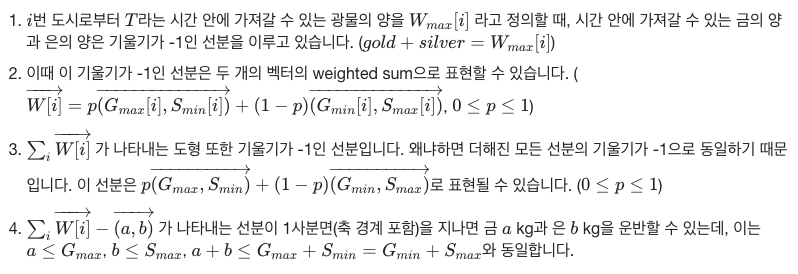 1. i번 도시로부터 T라는 시간 안에 가져갈 수 있는 광물의 양을 W_{max}[i] 라고 정의할 때, 시간 안에 가져갈 수 있는 금의 양
과 은의 양은 기울기가 -1인 선분을 이루고 있습니다. (gold + silver = W_{max}[i])
2. 이때 이 기울기가 -1인 선분은 두 개의 벡터의 weighted sum으로 표현할 수 있습니다. (
\overrightarrow{W[i]} = p\overrightarrow{(G_{max}[i], S_{min}[i])} + (1 − p)\overrightarrow{(G_{min}[i], S_{max}[i])}, 0 ≤ p ≤ 1)
3. ∑_i \overrightarrow{W[i]} 가 나타내는 도형 또한 기울기가 -1인 선분입니다. 왜냐하면 더해진 모든 선분의 기울기가 -1으로 동일하기 때문
입니다. 이 선분은 p\overrightarrow{(G_{max}, S_{min})} + (1 − p)\overrightarrow{(G_{min}, S_{max})}로 표현될 수 있습니다. (0 ≤ p ≤ 1)
4. ∑_i \overrightarrow{W[i]} − \overrightarrow{(a, b)} 가 나타내는 선분이 1사분면(축 경계 포함)을 지나면 금 a kg과 은 b kg을 운반할 수 있는데, 이는
a ≤ G_{max}, b ≤ S_{max}, a + b ≤ G_{max} + S_{min} = G_{min} + S_{max}와 동일합니다.